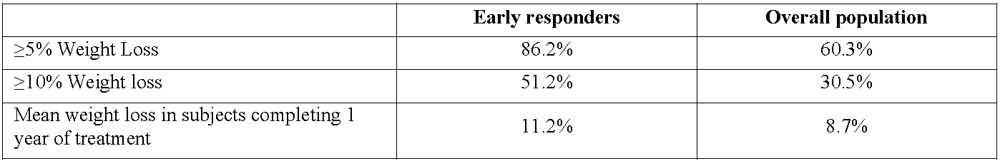 Early responders Overall population
≥5% Weight Loss 86.2% 60.3%
≥10% Weight loss 51.2% 30.5%
Mean weight loss in subjects completing 1
year of treatment 11.2% 8.7%